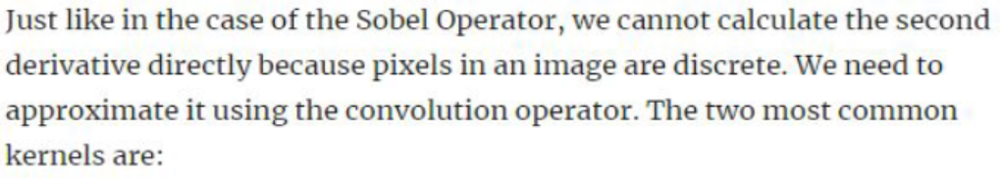 Just like in the case of the Sobel Operator, we cannot calculate the second
derivative directly because pixels in an image are discrete. We need to
approximate it using the convolution operator. The two most common
kernels are: